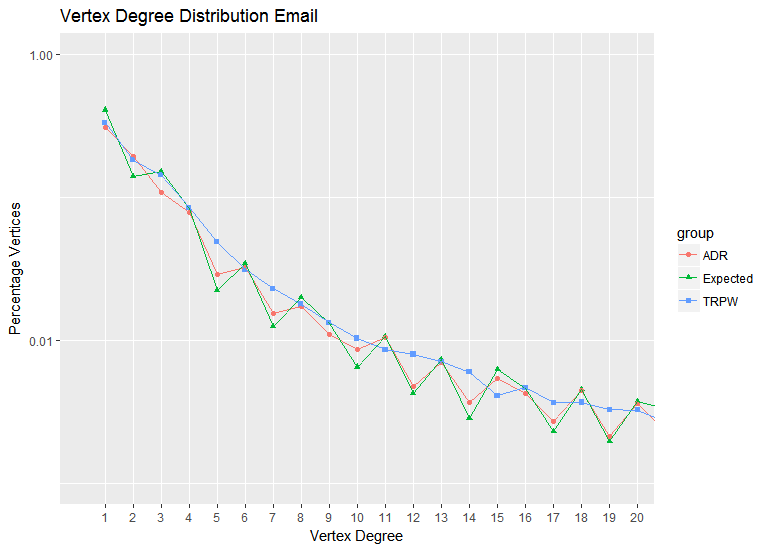 Vertex Degree Distribution Email
1.00
0.01
Percentage Vertices
1 2 3 4 5 6 7 8 9 10 11 12 13 14 15 16 17 18 19 20
Vertex Degree
group
ADR
Expected
TRPW